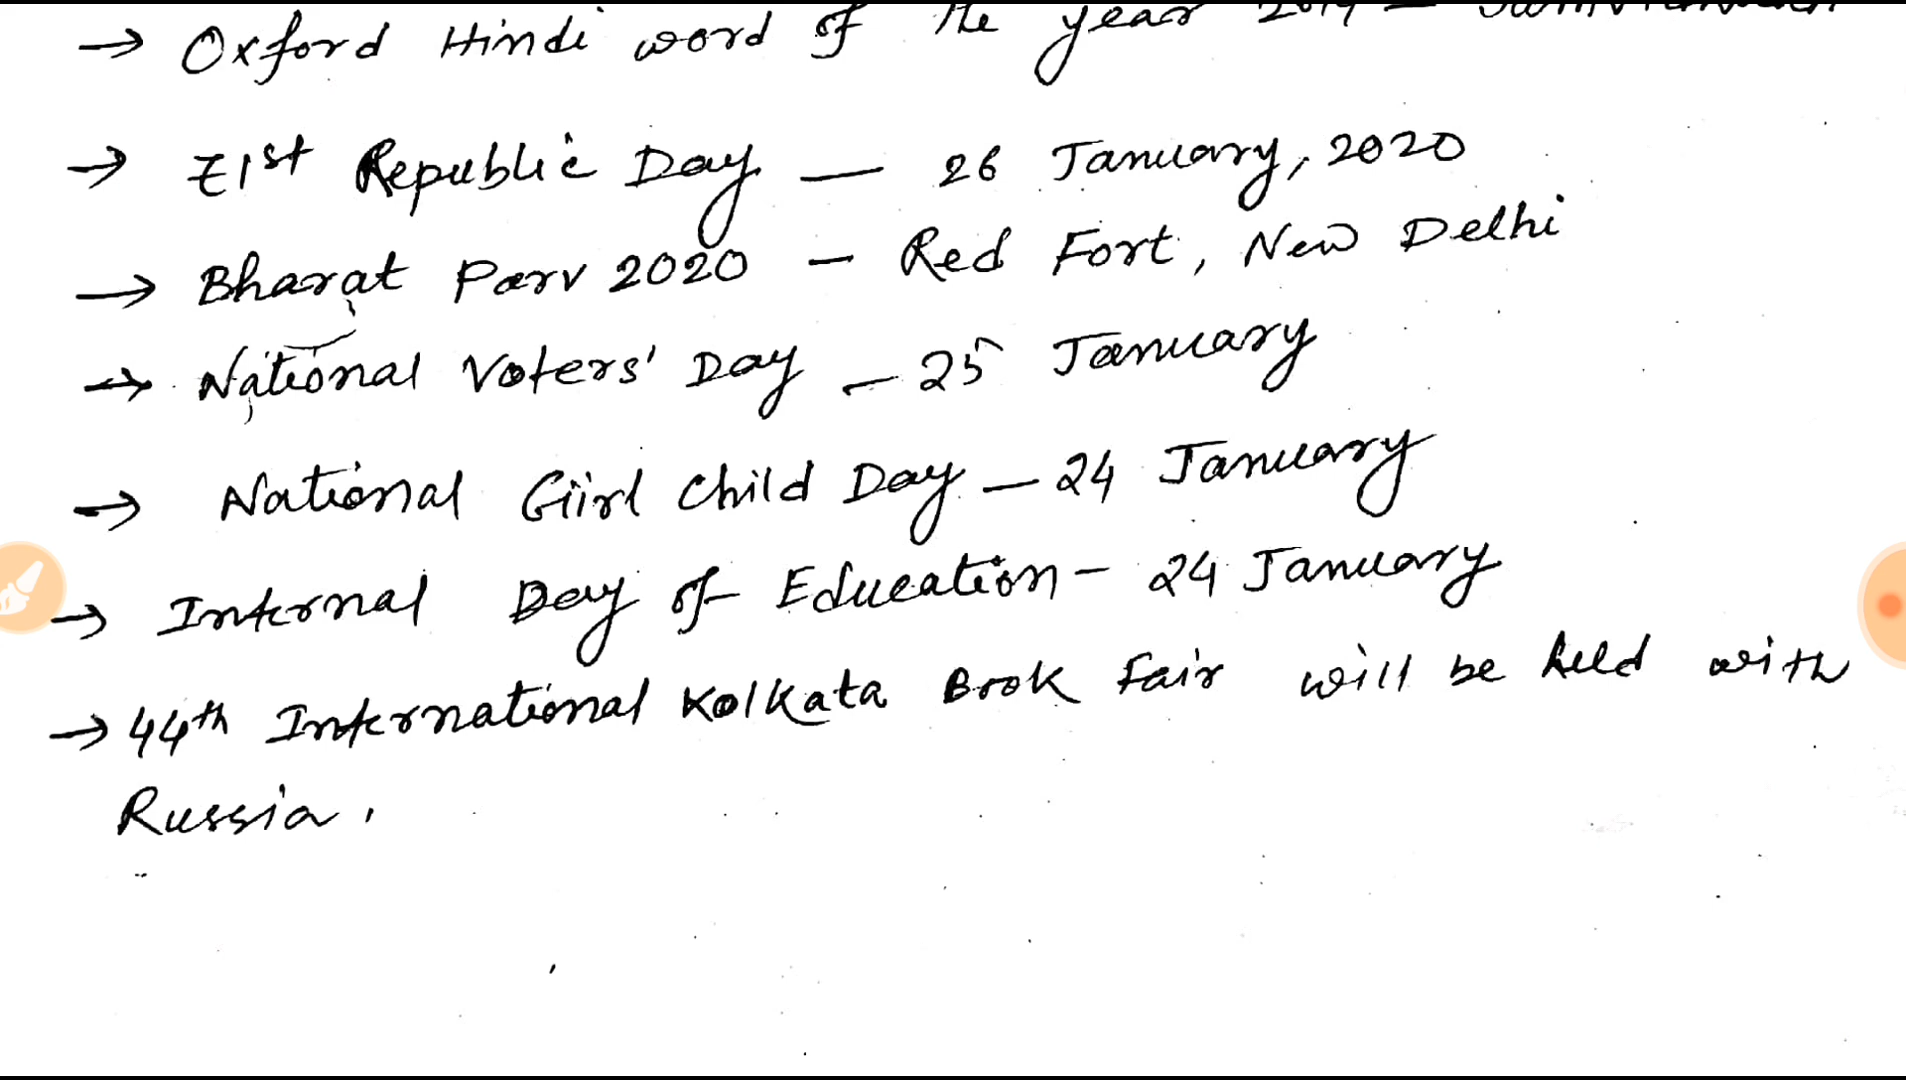 → Oxford Hindi word of the year 2019 –
→ 71st Republic Day — 26 January, 2020
→ Bharat Parv 2020 – Red Fort, New Delhi
→ National Voters' Day – 25 January
→ National Girl Child Day – 24 January
→ Internal Day of Education – 24 January
→ 44th International Kolkata Book Fair will be held with
Russia.